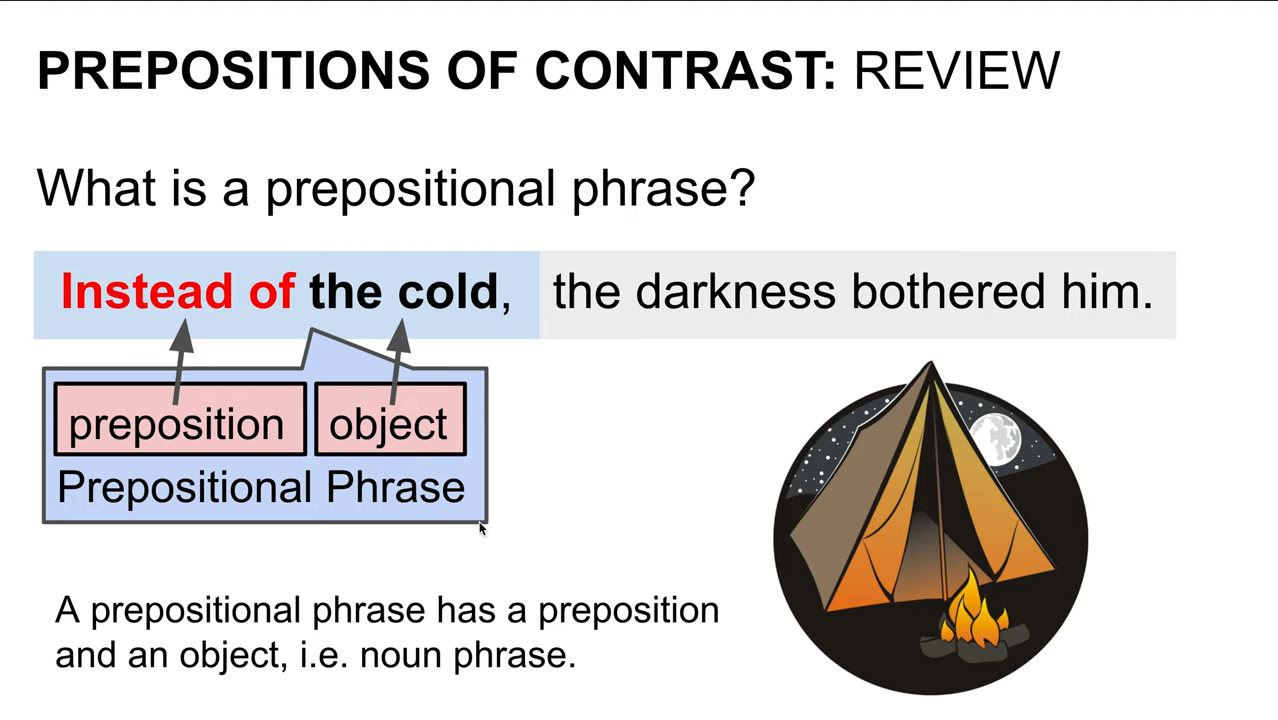 PREPOSITIONS OF CONTRAST: REVIEW
What is a prepositional phrase?
Instead of the cold, the darkness bothered him.
preposition object
Prepositional Phrase
A prepositional phrase has a preposition
and an object, i.e. noun phrase.